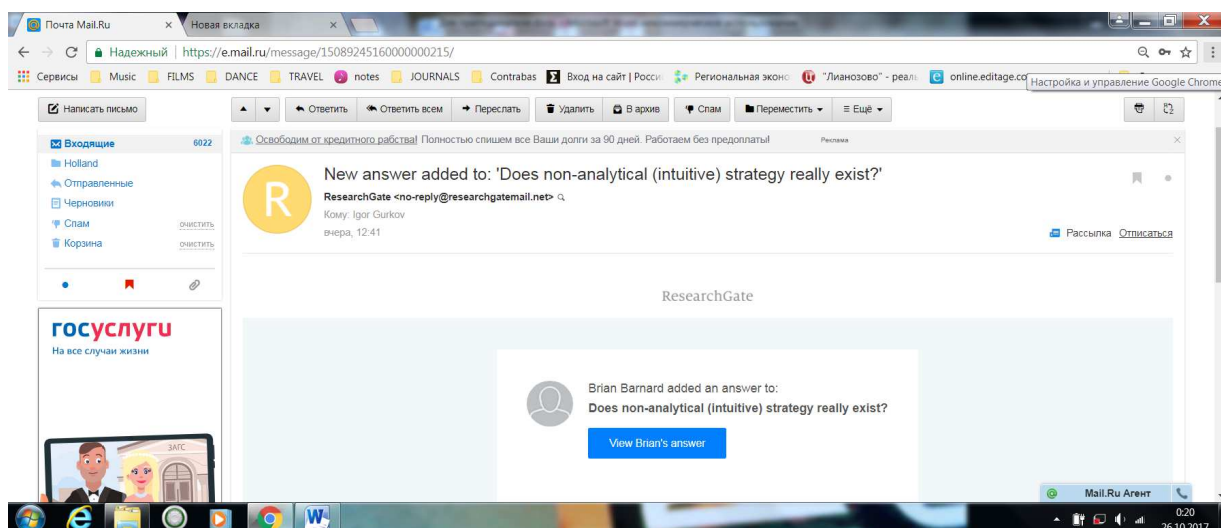 Почта Mail.Ru × Новая вкладка ×
Надежный | https://e.mail.ru/message/15089245160000000215/
Сервисы Music FILMS DANCE TRAVEL notes JOURNALS Contrabas Вход на сайт | Росси Региональная эконо "Лианозово" - реал online.editage.co
Настройка и управление Google Chrome
Написать письмо Ответить Ответить всем Переслать Удалить В архив Спам Переместить Ещё
Входящие 6022
Holland
Отправленные
Черновики
Спам очистить
Корзина очистить
Освободим от кредитного рабства! Полностью спишем все Ваши долги за 90 дней. Работаем без предоплаты! Реклама
R
New answer added to: 'Does non-analytical (intuitive) strategy really exist?'
ResearchGate <no-reply@researchgatemail.net>
Кому: Igor Gurkov
вчера, 12:41
Рассылка Отписаться
ResearchGate
госуслуги
На все случаи жизни
ЗАГС
Brian Barnard added an answer to:
Does non-analytical (intuitive) strategy really exist?
View Brian's answer
Mail.Ru Агент
0:20
26.10.2017